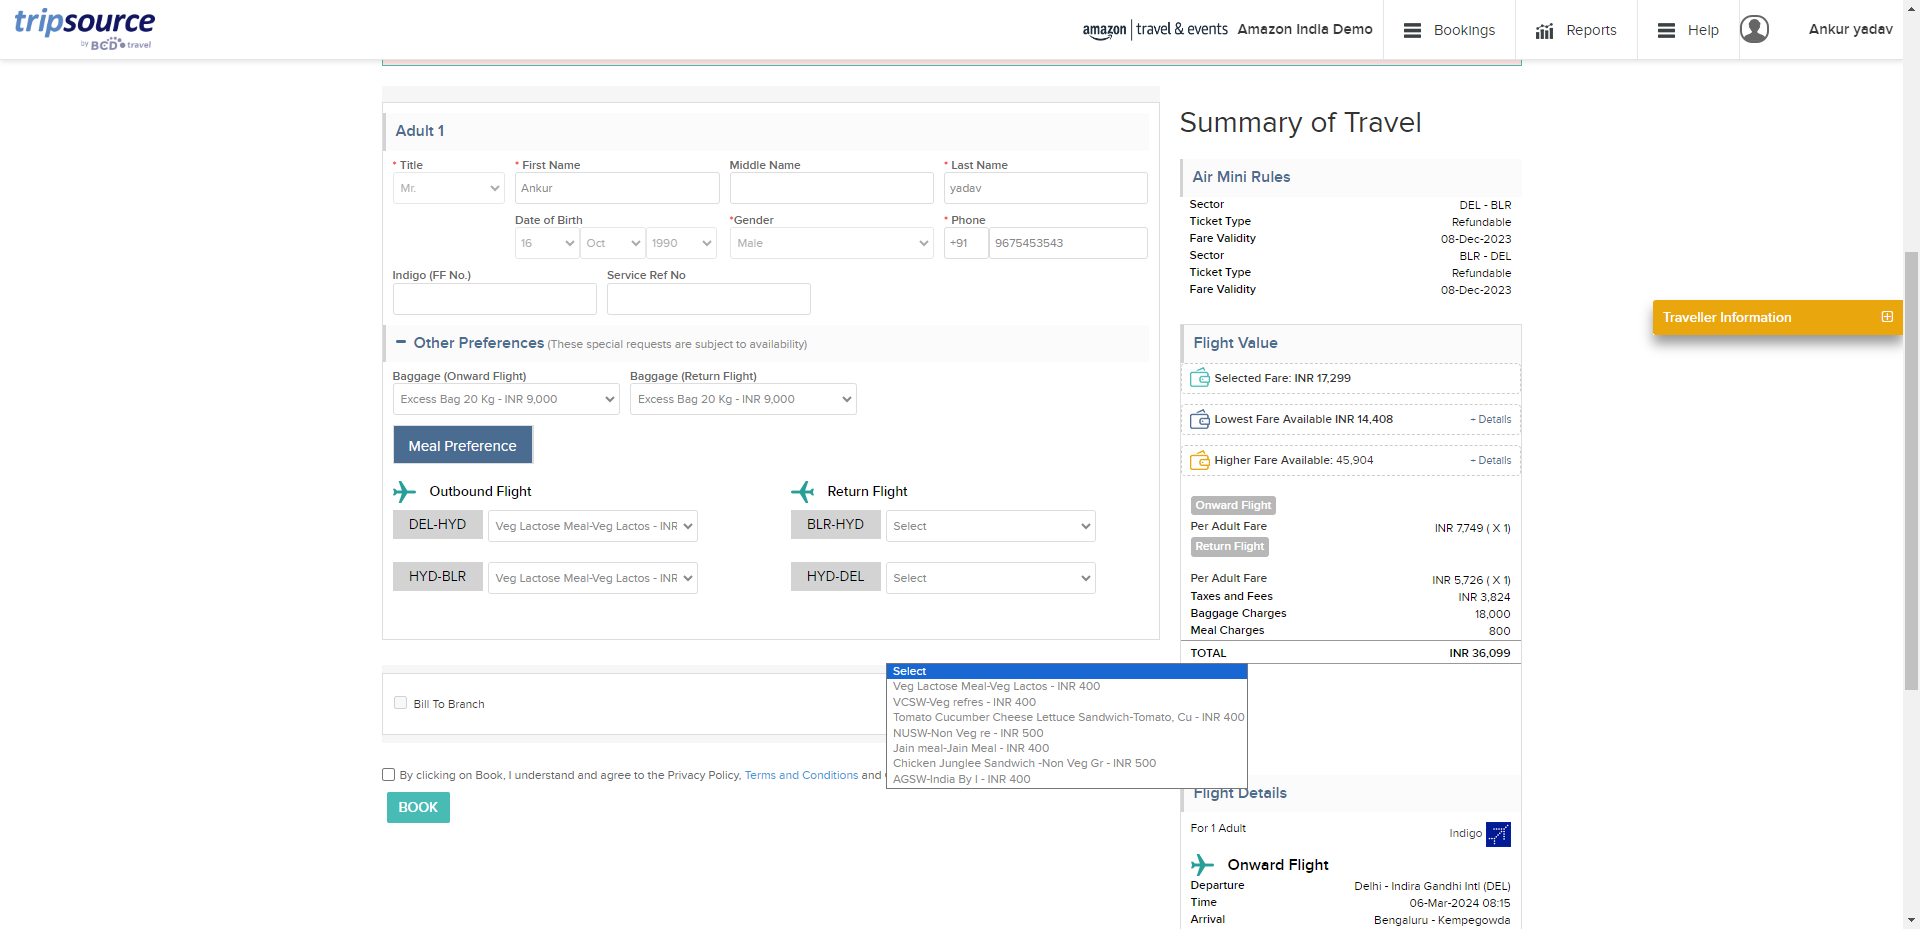 tripsource
by BCD travel
amazon | travel & events Amazon India Demo
Bookings
Reports
Help
Ankur yadav
Adult 1
* Title
* First Name
Middle Name
* Last Name
Mr.
Ankur
yadav
Date of Birth
*Gender
* Phone
16
Oct
1990
Male
+91
9675453543
Indigo (FF No.)
Service Ref No
Other Preferences (These special requests are subject to availability)
Baggage (Onward Flight)
Baggage (Return Flight)
Excess Bag 20 Kg - INR 9,000
Excess Bag 20 Kg - INR 9,000
Meal Preference
Outbound Flight
Return Flight
DEL-HYD
Veg Lactose Meal-Veg Lactos - INR
BLR-HYD
Select
HYD-BLR
Veg Lactose Meal-Veg Lactos - INR
HYD-DEL
Select
Select
Veg Lactose Meal-Veg Lactos - INR 400
VCSW-Veg refres - INR 400
Tomato Cucumber Cheese Lettuce Sandwich-Tomato, Cu - INR 400
NUSW-Non Veg re - INR 500
Jain meal-Jain Meal - INR 400
Chicken Junglee Sandwich -Non Veg Gr - INR 500
AGSW-India By I - INR 400
Bill To Branch
By clicking on Book, I understand and agree to the Privacy Policy, Terms and Conditions and
BOOK
Summary of Travel
Air Mini Rules
Sector DEL - BLR
Ticket Type Refundable
Fare Validity 08-Dec-2023
Sector BLR - DEL
Ticket Type Refundable
Fare Validity 08-Dec-2023
Traveller Information
Flight Value
Selected Fare: INR 17,299
Lowest Fare Available INR 14,408 + Details
Higher Fare Available: 45,904 + Details
Onward Flight
Per Adult Fare INR 7,749 ( X 1)
Return Flight
Per Adult Fare INR 5,726 ( X 1)
Taxes and Fees INR 3,824
Baggage Charges 18,000
Meal Charges 800
TOTAL INR 36,099
Flight Details
For 1 Adult Indigo
Onward Flight
Departure Delhi - Indira Gandhi Intl (DEL)
Time 06-Mar-2024 08:15
Arrival Bengaluru - Kempegowda